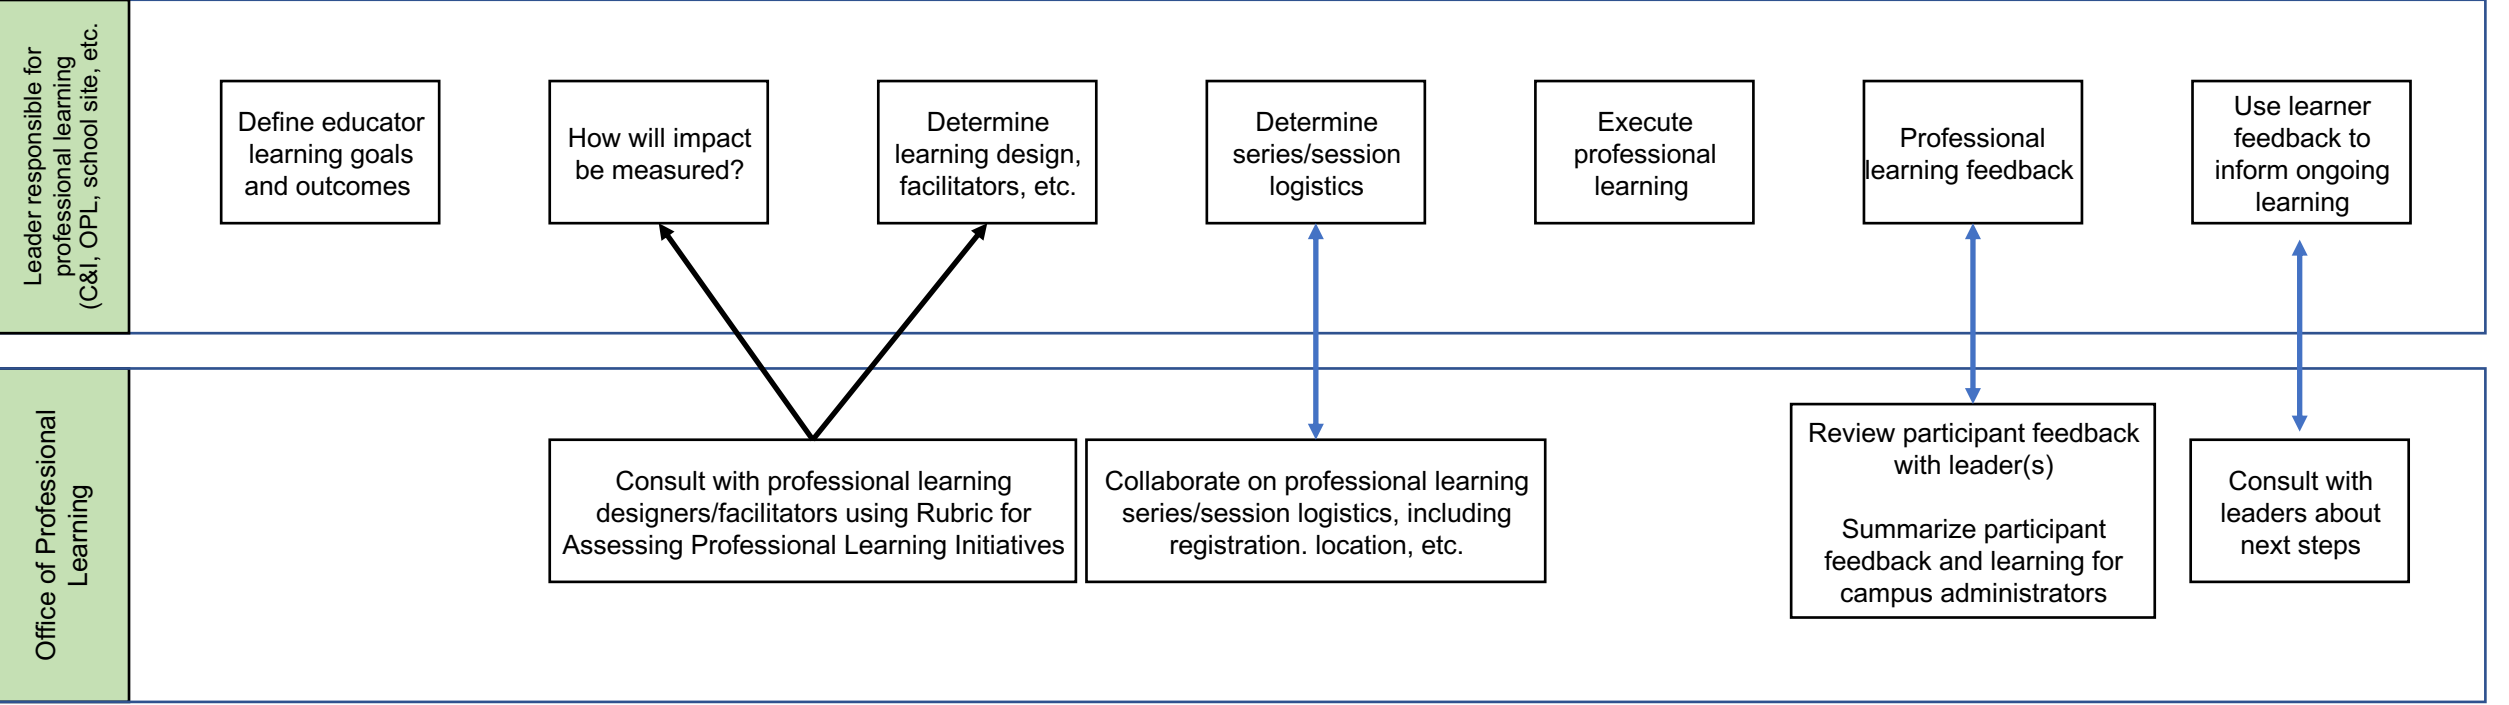 Leader responsible for
professional learning
(C&I, OPL, school site, etc.
Define educator
learning goals
and outcomes
How will impact
be measured?
Determine
learning design,
facilitators, etc.
Determine
series/session
logistics
Execute
professional
learning
Professional
learning feedback
Use learner
feedback to
inform ongoing
learning
Office of Professional
Learning
Consult with professional learning
designers/facilitators using Rubric for
Assessing Professional Learning Initiatives
Collaborate on professional learning
series/session logistics, including
registration. location, etc.
Review participant feedback
with leader(s)
Summarize participant
feedback and learning for
campus administrators
Consult with
leaders about
next steps